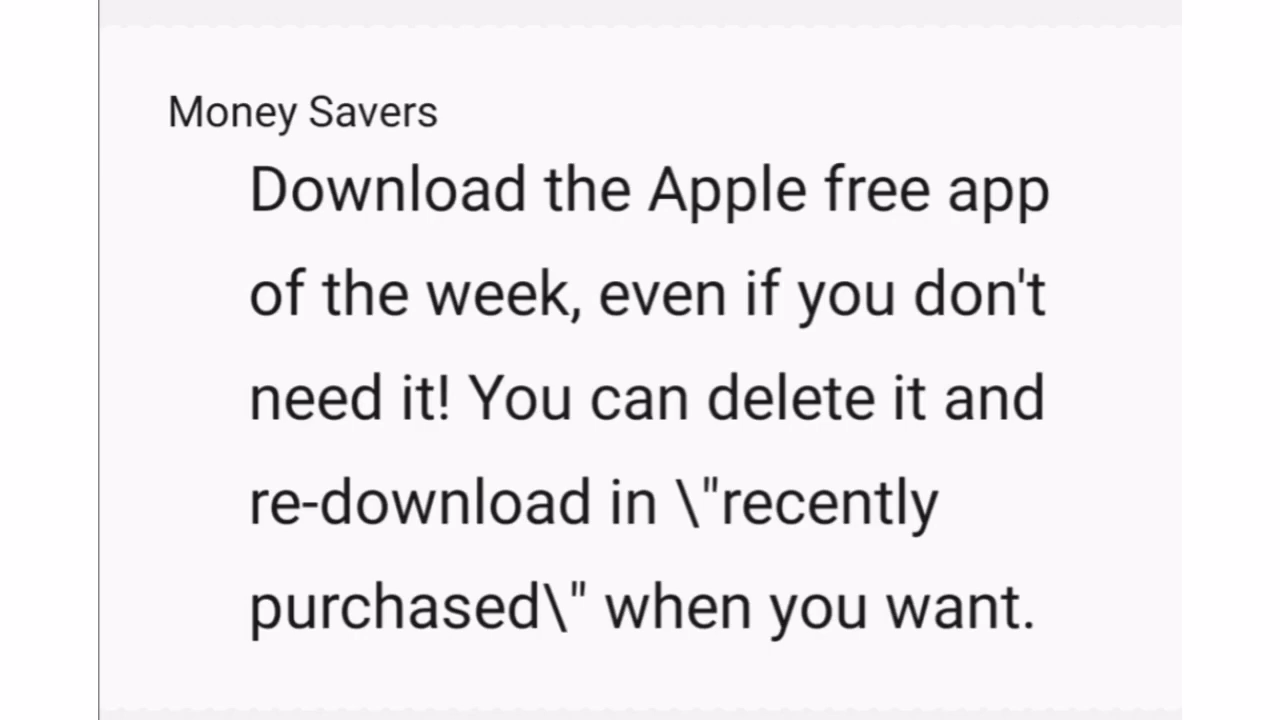 Money Savers
Download the Apple free app
of the week, even if you don't
need it! You can delete it and
re-download in \"recently
purchased\" when you want.